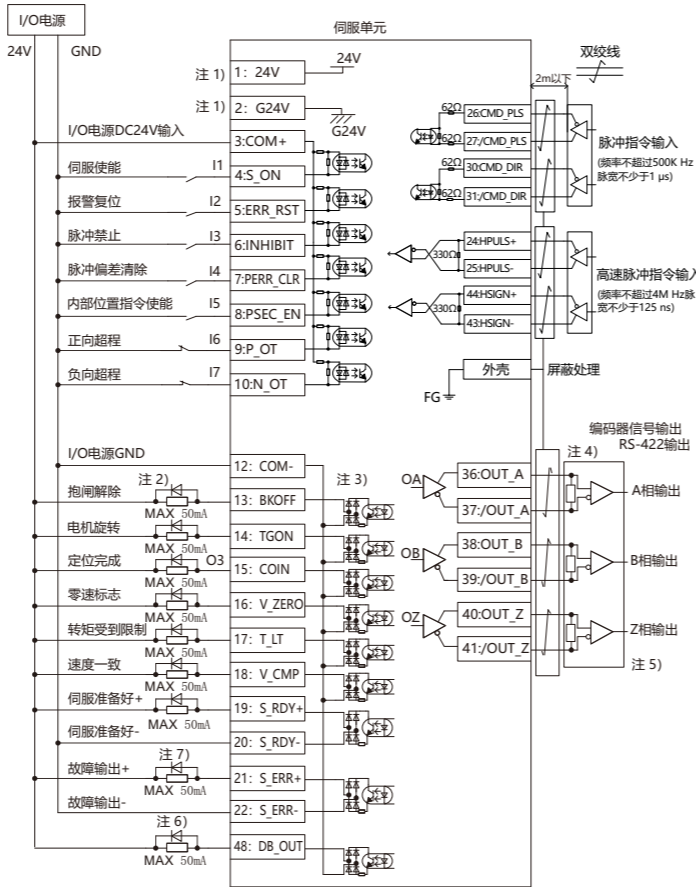 I/O电源
24V
GND
伺服单元
注 1)
1: 24V
24V
注 1)
2: G24V
G24V
I/O电源DC24V输入
3:COM+
伺服使能
I1
4:S_ON
报警复位
I2
5:ERR_RST
脉冲禁止
I3
6:INHIBIT
脉冲偏差清除
I4
7:PERR_CLR
内部位置指令使能
I5
8:PSEC_EN
正向超程
I6
9:P_OT
负向超程
I7
10:N_OT
双绞线
2m以下
62Ω
26:CMD_PLS
27:/CMD_PLS
62Ω
30:CMD_DIR
62Ω
31:/CMD_DIR
脉冲指令输入
(频率不超过500K Hz
脉宽不少于1 μs)
24:HPULS+
330Ω
25:HPULS-
44:HSIGN+
330Ω
43:HSIGN-
高速脉冲指令输入
(频率不超过4M Hz脉
宽不少于125 ns)
外壳
屏蔽处理
FG
I/O电源GND
12: COM-
抱闸解除
注 2)
MAX 50mA
13: BKOFF
注 3)
电机旋转
MAX 50mA
14: TGON
定位完成
O3
MAX 50mA
15: COIN
零速标志
MAX 50mA
16: V_ZERO
转矩受到限制
MAX 50mA
17: T_LT
速度一致
MAX 50mA
18: V_CMP
伺服准备好+
MAX 50mA
19: S_RDY+
伺服准备好-
20: S_RDY-
注 7)
故障输出+
MAX 50mA
21: S_ERR+
故障输出-
22: S_ERR-
注 6)
MAX 50mA
48: DB_OUT
编码器信号输出
RS-422输出
注 4)
OA
36:OUT_A
37:/OUT_A
A相输出
OB
38:OUT_B
39:/OUT_B
B相输出
OZ
40:OUT_Z
41:/OUT_Z
Z相输出
注 5)